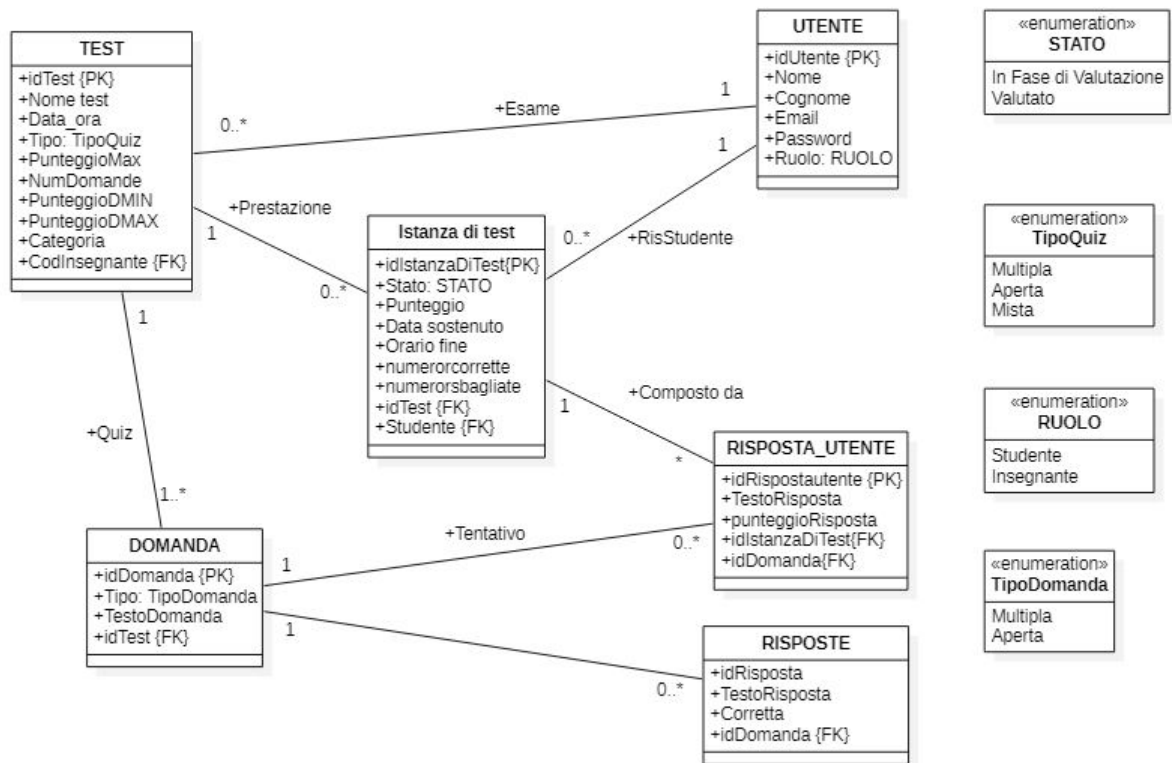 TEST
+idTest {PK}
+Nome test
+Data_ora
+Tipo: TipoQuiz
+PunteggioMax
+NumDomande
+PunteggioDMIN
+PunteggioDMAX
+Categoria
+CodInsegnante {FK}
UTENTE
+idUtente {PK}
+Nome
+Cognome
+Email
+Password
+Ruolo: RUOLO
«enumeration»
STATO
In Fase di Valutazione
Valutato
0..*
+Esame
1
1
+Prestazione
0..*
1
0..*
+RisStudente
Istanza di test
+idIstanzaDiTest{PK}
+Stato: STATO
+Punteggio
+Data sostenuto
+Orario fine
+numerorcorrette
+numerorsbagliate
+idTest {FK}
+Studente {FK}
«enumeration»
TipoQuiz
Multipla
Aperta
Mista
1
+Quiz
1..*
1
+Composto da
*
«enumeration»
RUOLO
Studente
Insegnante
RISPOSTA_UTENTE
+idRispostautente {PK}
+TestoRisposta
+punteggioRisposta
+idIstanzaDiTest{FK}
+idDomanda{FK}
DOMANDA
+idDomanda {PK}
+Tipo: TipoDomanda
+TestoDomanda
+idTest {FK}
1
+Tentativo
0..*
1
0..*
«enumeration»
TipoDomanda
Multipla
Aperta
RISPOSTE
+idRisposta
+TestoRisposta
+Corretta
+idDomanda {FK}